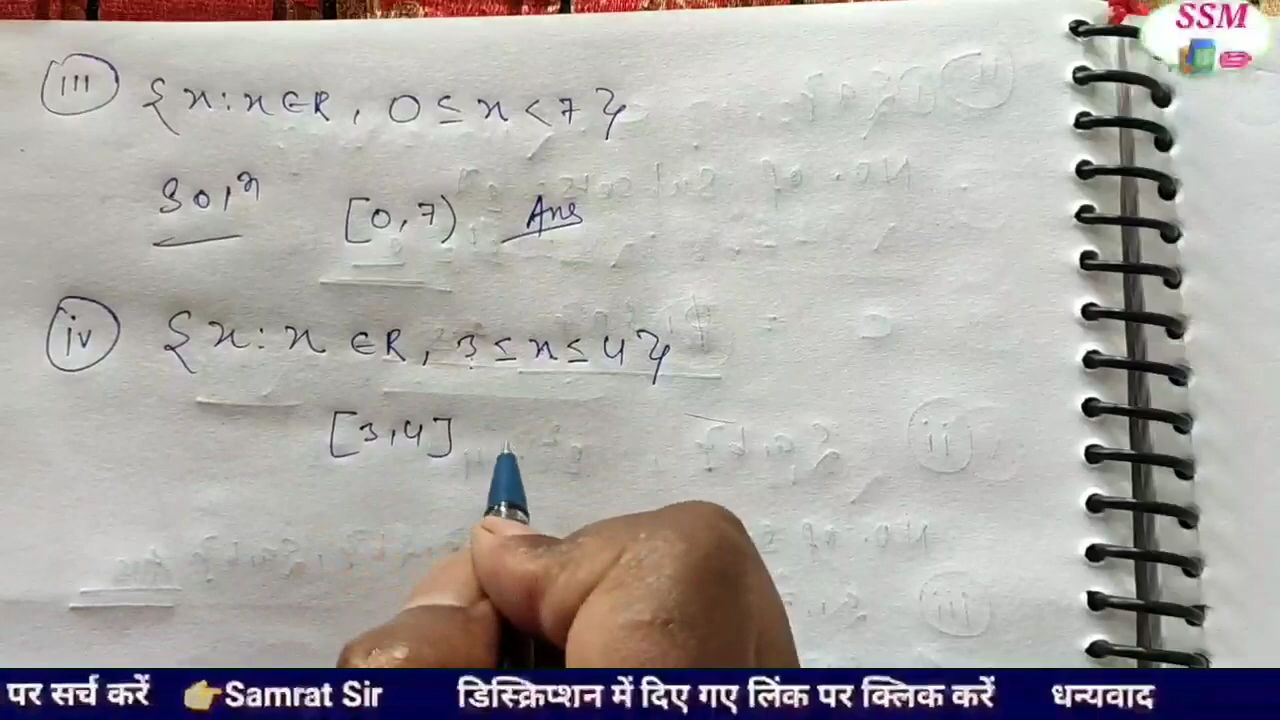 SSM
iii) {x : x ∈ R, 0 ≤ x < 7}
Solⁿ [0, 7) Ans
iv) {x : x ∈ R, 3 ≤ x ≤ 4}
[3, 4]
पर सर्च करें 👉Samrat Sir डिस्क्रिप्शन में दिए गए लिंक पर क्लिक करें धन्यवाद